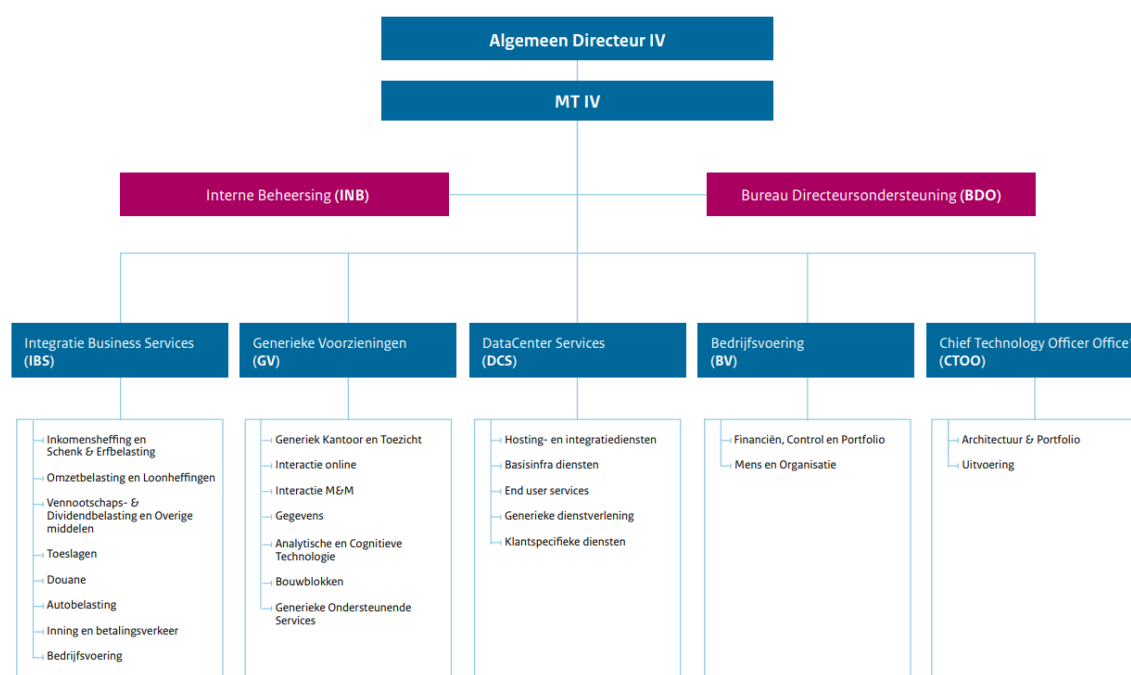 Algemeen Directeur IV
MT IV
Interne Beheersing (INB)
Bureau Directeursondersteuning (BDO)
Integratie Business Services
(IBS)
Inkomensheffing en
Schenk & Erfbelasting
Omzetbelasting en Loonheffingen
Vennootschaps- &
Dividendbelasting en Overige
middelen
Toeslagen
Douane
Autobelasting
Inning en betalingsverkeer
Bedrijfsvoering
Generieke Voorzieningen
(GV)
Generiek Kantoor en Toezicht
Interactie online
Interactie M&M
Gegevens
Analytische en Cognitieve
Technologie
Bouwblokken
Generieke Ondersteunende
Services
DataCenter Services
(DCS)
Hosting- en integratiediensten
Basisinfra diensten
End user services
Generieke dienstverlening
Klantspecifieke diensten
Bedrijfsvoering
(BV)
Financiën, Control en Portfolio
Mens en Organisatie
Chief Technology Officer Office
(CTOO)
Architectuur & Portfolio
Uitvoering